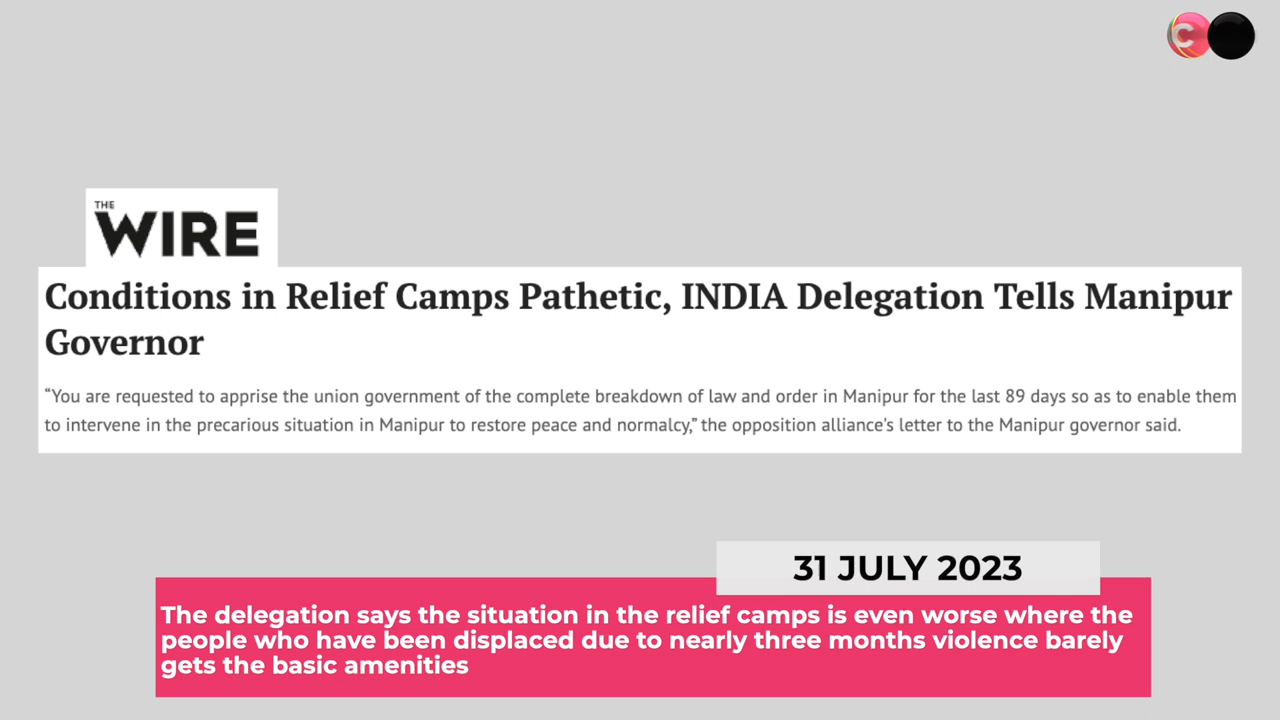 C
THE
WIRE
Conditions in Relief Camps Pathetic, INDIA Delegation Tells Manipur
Governor
“You are requested to apprise the union government of the complete breakdown of law and order in Manipur for the last 89 days so as to enable them
to intervene in the precarious situation in Manipur to restore peace and normalcy,” the opposition alliance's letter to the Manipur governor said.
31 JULY 2023
The delegation says the situation in the relief camps is even worse where the
people who have been displaced due to nearly three months violence barely
gets the basic amenities